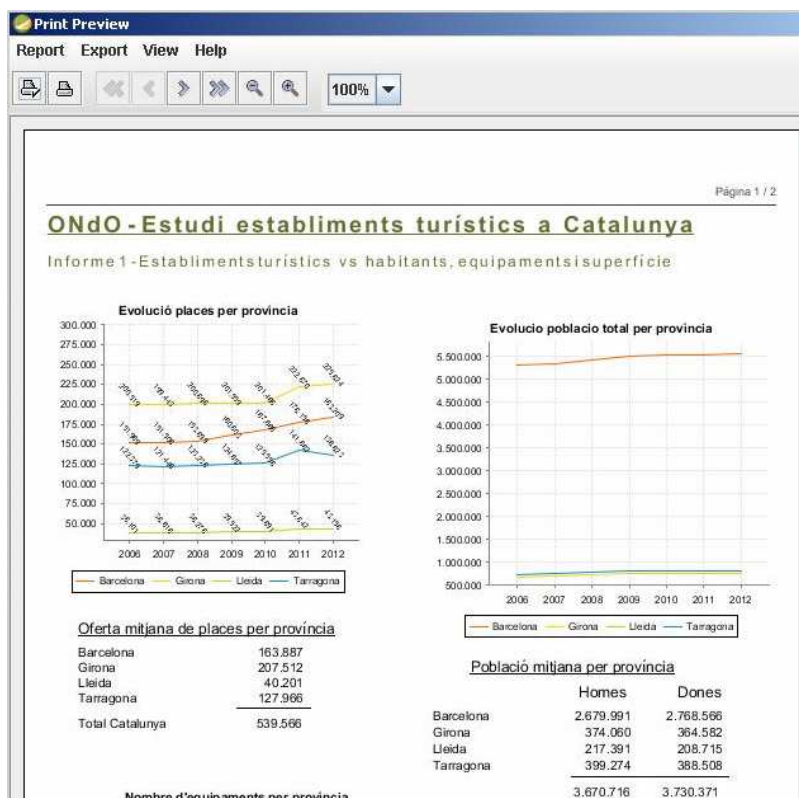 Print Preview
Report Export View Help
100%
Página 1 / 2
ONdO - Estudi establiments turístics a Catalunya
Informe 1 - Establiments turístics vs habitants, equipaments i superfície
Evolució places per província
300.000
275.000
250.000
225.000
200.000
175.000
150.000
125.000
100.000
75.000
50.000
2006 2007 2008 2009 2010 2011 2012
Barcelona Girona Lleida Tarragona
Evolucio poblacio total per provincia
5.500.000
5.000.000
4.500.000
4.000.000
3.500.000
3.000.000
2.500.000
2.000.000
1.500.000
1.000.000
500.000
2006 2007 2008 2009 2010 2011 2012
Barcelona Girona Lleida Tarragona
Oferta mitjana de places per província
Barcelona 163.887
Girona 207.512
Lleida 40.201
Tarragona 127.966
Total Catalunya 539.566
Població mitjana per província
Homes Dones
Barcelona 2.679.991 2.768.566
Girona 374.060 364.582
Lleida 217.391 208.715
Tarragona 399.274 388.508
3.670.716 3.730.371
Nombre d'equipaments per provincia